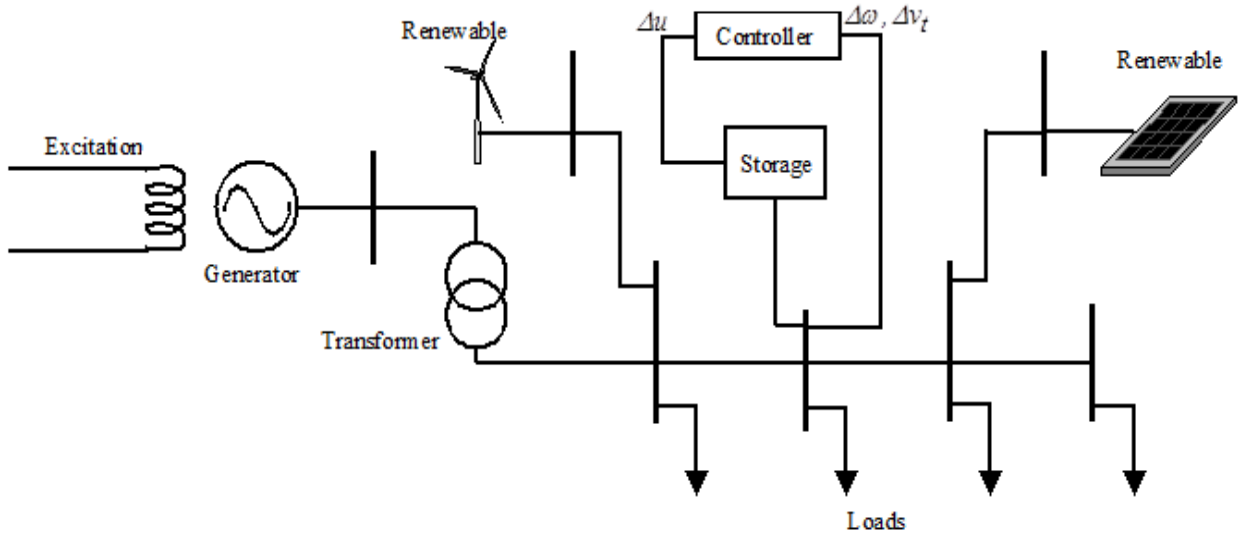 Δu
Δω, Δvt
Controller
Renewable
Renewable
Excitation
Storage
Generator
Transformer
Loads